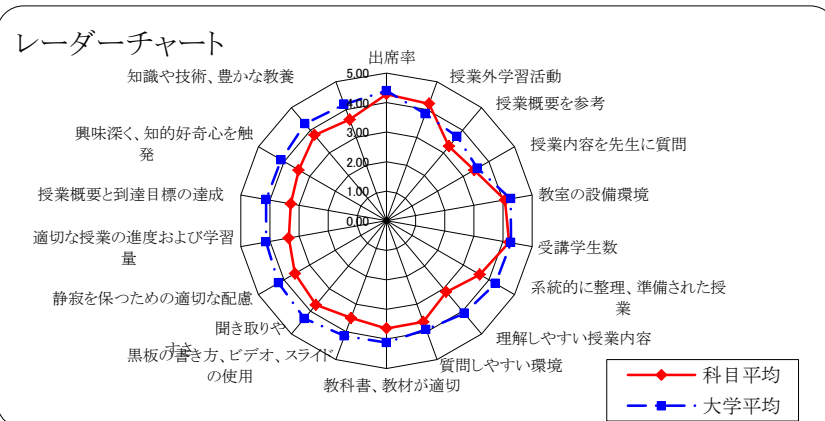 レーダーチャート
出席率
授業外学習活動
授業概要を参考
授業内容を先生に質問
教室の設備環境
受講学生数
系統的に整理、準備された授
業
理解しやすい授業内容
質問しやすい環境
教科書、教材が適切
黒板の書き方、ビデオ、スライド
の使用
聞き取りや
すさ
静寂を保つための適切な配慮
適切な授業の進度および学習
量
授業概要と到達目標の達成
興味深く、知的好奇心を触
発
知識や技術、豊かな教養
5.00
4.00
3.00
2.00
1.00
0.00
科目平均
大学平均